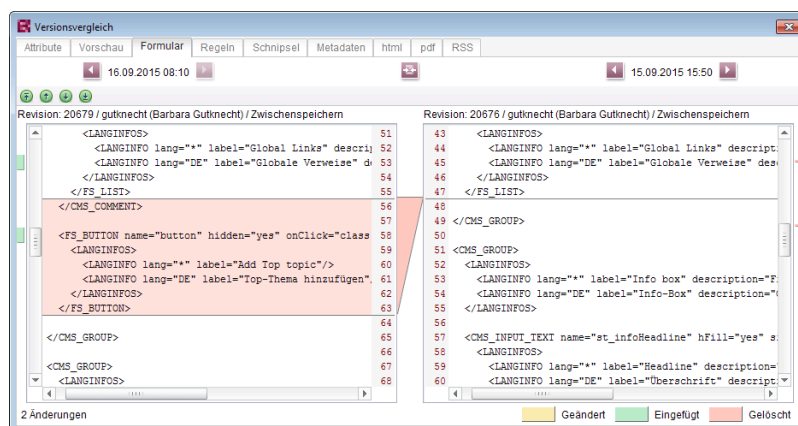 Versionsvergleich
Attribute Vorschau Formular Regeln Schnipsel Metadaten html pdf RSS
16.09.2015 08:10 15.09.2015 15:50
Revision: 20679 / gutknecht (Barbara Gutknecht) / Zwischenspeichern Revision: 20676 / gutknecht (Barbara Gutknecht) / Zwischenspeichern
<LANGINFOS> 51 43 <LANGINFOS>
<LANGINFO lang="*" label="Global Links" descri 52 44 <LANGINFO lang="*" label="Global Links" descript
<LANGINFO lang="DE" label="Globale Verweise" d 53 45 <LANGINFO lang="DE" label="Globale Verweise" des
</LANGINFOS> 54 46 </LANGINFOS>
</FS_LIST> 55 47 </FS_LIST>
</CMS_COMMENT> 56 48
57 49 </CMS_GROUP>
<FS_BUTTON name="button" hidden="yes" onClick="class 58 50
<LANGINFOS> 59 51 <CMS_GROUP>
<LANGINFO lang="*" label="Add Top topic"/> 60 52 <LANGINFOS>
<LANGINFO lang="DE" label="Top-Thema hinzufügen" 61 53 <LANGINFO lang="*" label="Info box" description="F
</LANGINFOS> 62 54 <LANGINFO lang="DE" label="Info-Box" description="
</FS_BUTTON> 63 55 </LANGINFOS>
64 56
</CMS_GROUP> 65 57 <CMS_INPUT_TEXT name="st_infoHeadline" hFill="yes" s
66 58 <LANGINFOS>
<CMS_GROUP> 67 59 <LANGINFO lang="*" label="Headline" description="
<LANGINFOS> 68 60 <LANGINFO lang="DE" label="Überschrift" descript
2 Änderungen Geändert Eingefügt Gelöscht